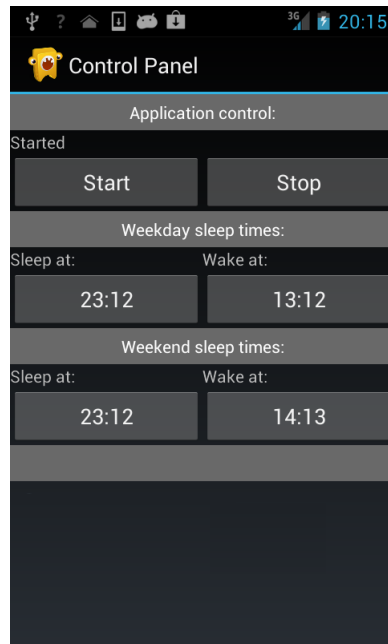 ? 3G 20:15
Control Panel
Application control:
Started
Start Stop
Weekday sleep times:
Sleep at: Wake at:
23:12 13:12
Weekend sleep times:
Sleep at: Wake at:
23:12 14:13